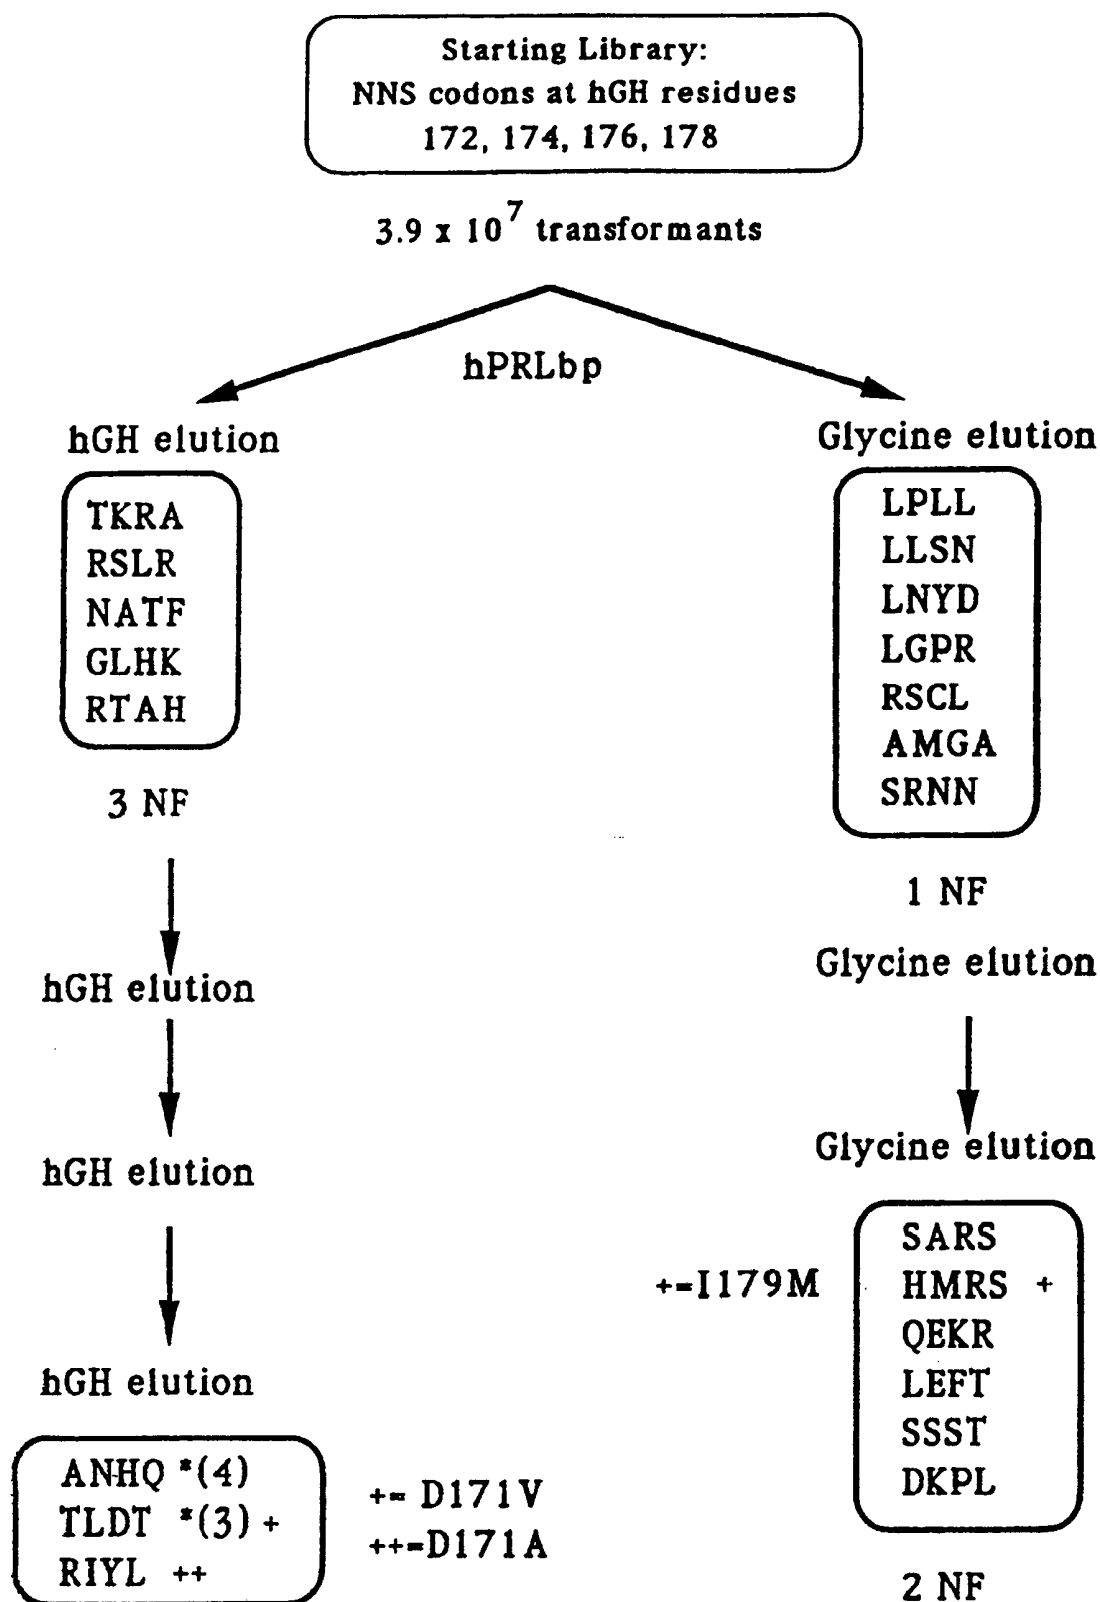 Starting Library:
NNS codons at hGH residues
172, 174, 176, 178
3.9 x 10^7 transformants
hPRLbp
hGH elution
TKRA
RSLR
NATF
GLHK
RTAH
3 NF
hGH elution
hGH elution
hGH elution
ANHQ *(4)
TLDT *(3) +
RIYL ++
+= D171V
++=D171A
Glycine elution
LPLL
LLSN
LNYD
LGPR
RSCL
AMGA
SRNN
1 NF
Glycine elution
Glycine elution
+=I179M
SARS
HMRS +
QEKR
LEFT
SSST
DKPL
2 NF